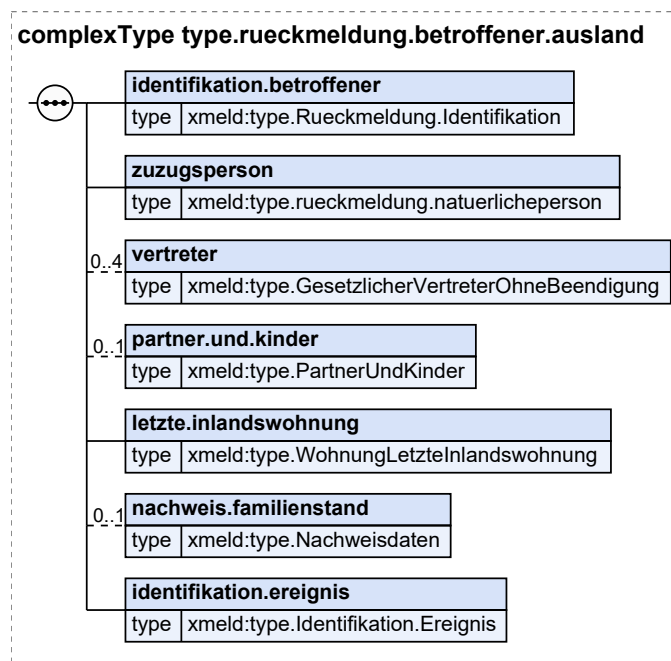 complexType type.rueckmeldung.betroffener.ausland
identifikation.betroffener
type xmeld:type.Rueckmeldung.Identifikation
zuzugsperson
type xmeld:type.rueckmeldung.natuerlicheperson
0..4 vertreter
type xmeld:type.GesetzlicherVertreterOhneBeendigung
0..1 partner.und.kinder
type xmeld:type.PartnerUndKinder
letzte.inlandswohnung
type xmeld:type.WohnungLetzteInlandswohnung
0..1 nachweis.familienstand
type xmeld:type.Nachweisdaten
identifikation.ereignis
type xmeld:type.Identifikation.Ereignis